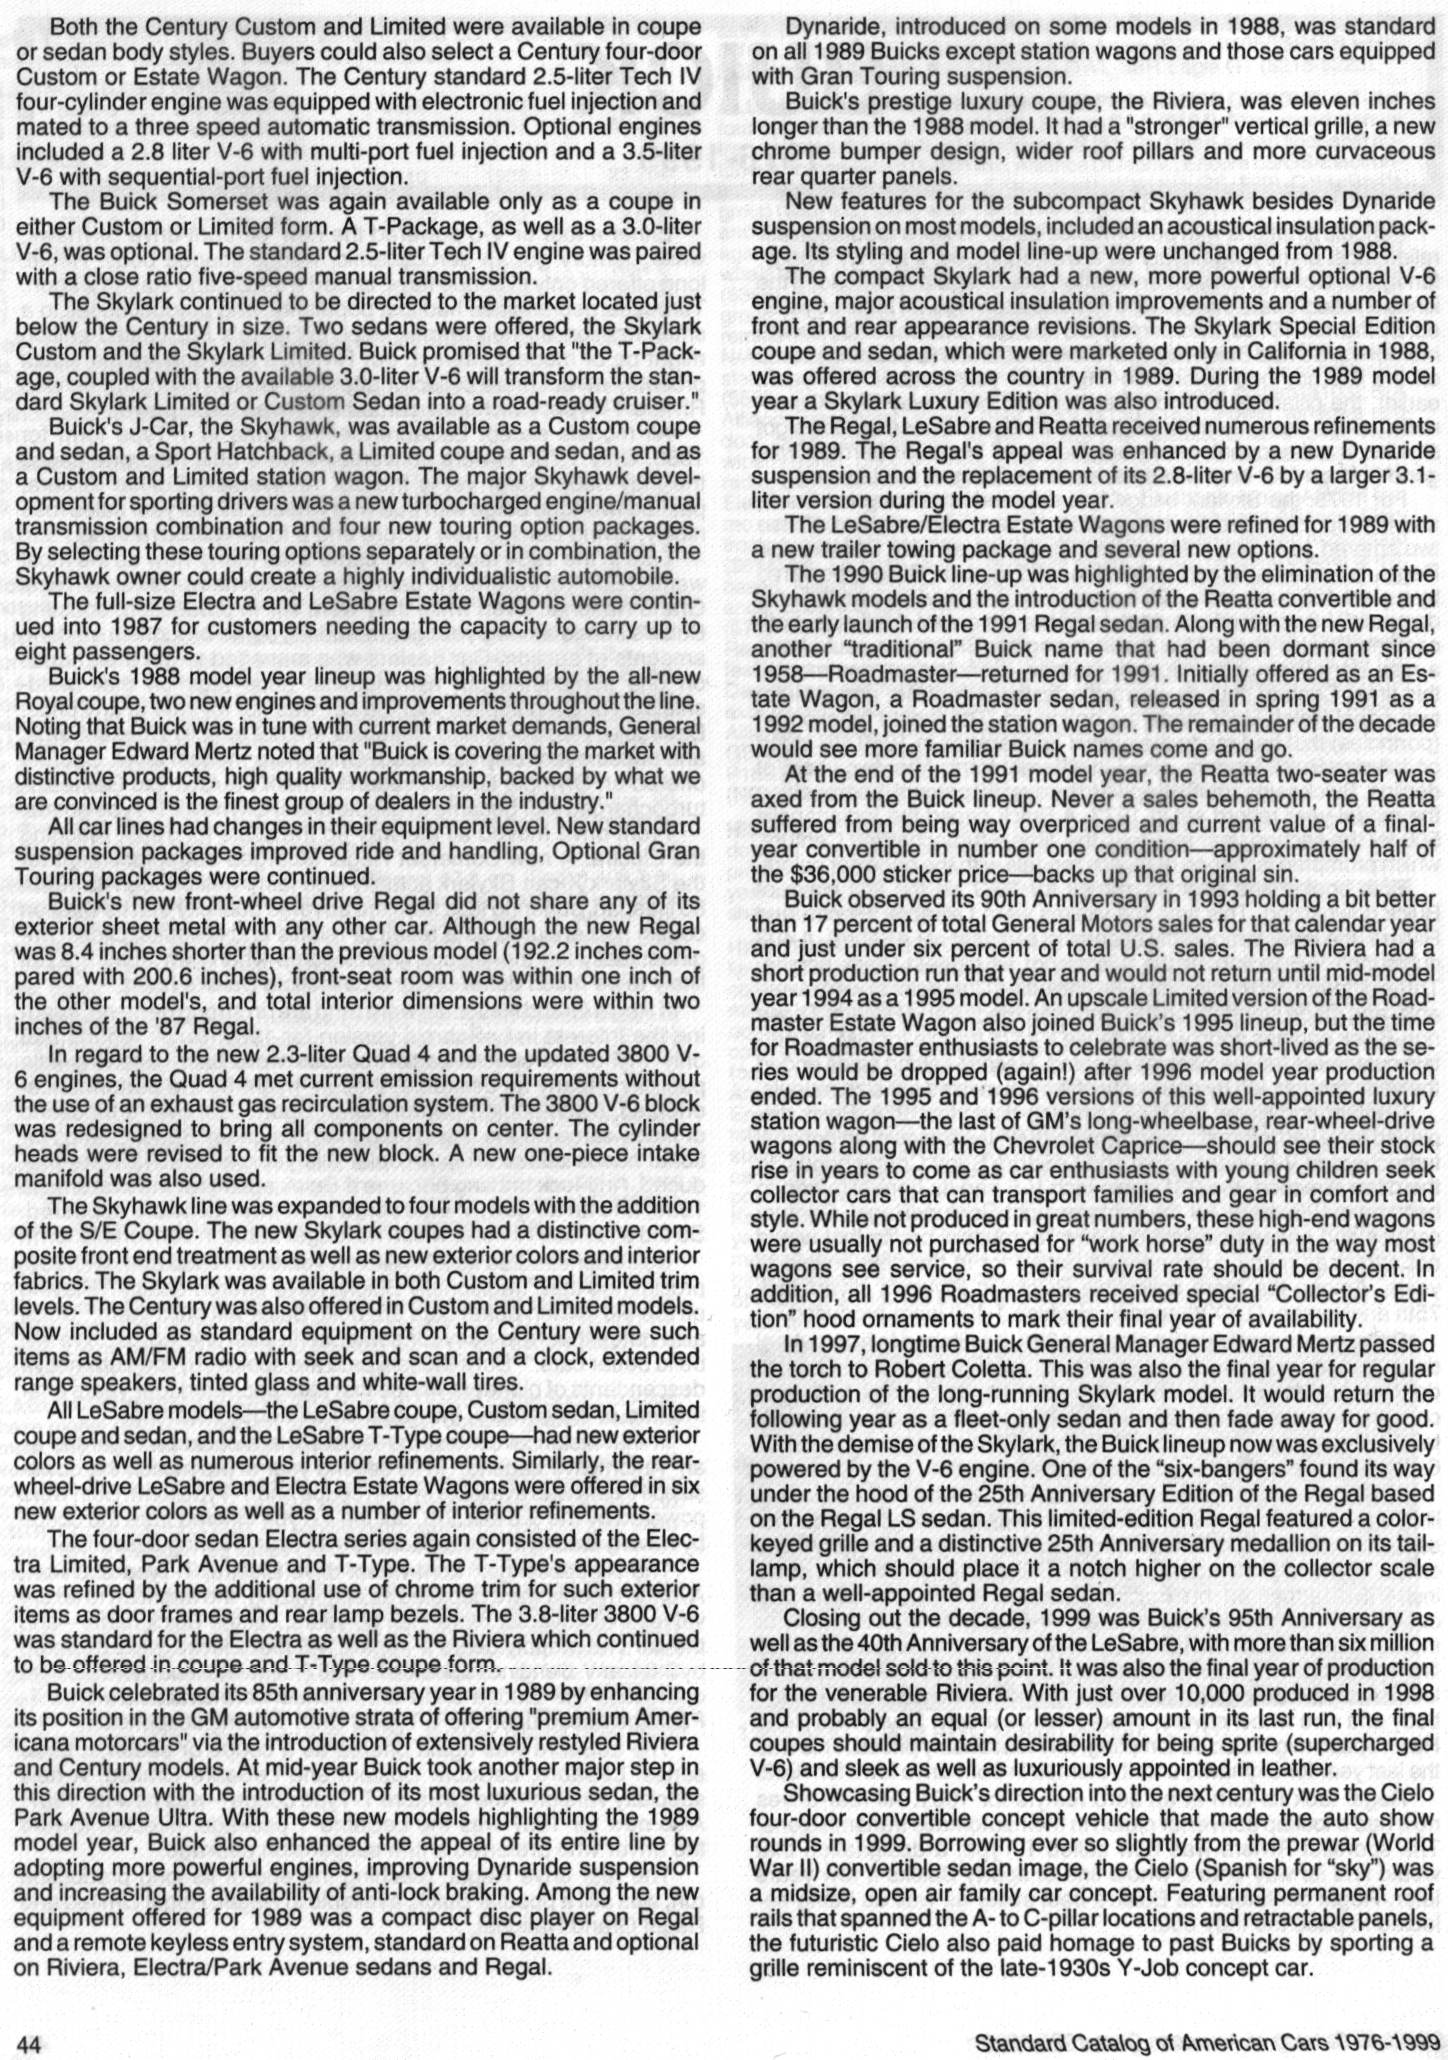 Both the Century Custom and Limited were available in coupe
or sedan body styles. Buyers could also select a Century four-door
Custom or Estate Wagon. The Century standard 2.5-liter Tech IV
four-cylinder engine was equipped with electronic fuel injection and
mated to a three speed automatic transmission. Optional engines
included a 2.8 liter V-6 with multi-port fuel injection and a 3.5-liter
V-6 with sequential-port fuel injection.
The Buick Somerset was again available only as a coupe in
either Custom or Limited form. A T-Package, as well as a 3.0-liter
V-6, was optional. The standard 2.5-liter Tech IV engine was paired
with a close ratio five-speed manual transmission.
The Skylark continued to be directed to the market located just
below the Century in size. Two sedans were offered, the Skylark
Custom and the Skylark Limited. Buick promised that "the T-Pack-
age, coupled with the available 3.0-liter V-6 will transform the stan-
dard Skylark Limited or Custom Sedan into a road-ready cruiser."
Buick's J-Car, the Skyhawk, was available as a Custom coupe
and sedan, a Sport Hatchback, a Limited coupe and sedan, and as
a Custom and Limited station wagon. The major Skyhawk devel-
opment for sporting drivers was a new turbocharged engine/manual
transmission combination and four new touring option packages.
By selecting these touring options separately or in combination, the
Skyhawk owner could create a highly individualistic automobile.
The full-size Electra and LeSabre Estate Wagons were contin-
ued into 1987 for customers needing the capacity to carry up to
eight passengers.
Buick's 1988 model year lineup was highlighted by the all-new
Royal coupe, two new engines and improvements throughout the line.
Noting that Buick was in tune with current market demands, General
Manager Edward Mertz noted that "Buick is covering the market with
distinctive products, high quality workmanship, backed by what we
are convinced is the finest group of dealers in the industry."
All car lines had changes in their equipment level. New standard
suspension packages improved ride and handling, Optional Gran
Touring packages were continued.
Buick's new front-wheel drive Regal did not share any of its
exterior sheet metal with any other car. Although the new Regal
was 8.4 inches shorter than the previous model (192.2 inches com-
pared with 200.6 inches), front-seat room was within one inch of
the other model's, and total interior dimensions were within two
inches of the '87 Regal.
In regard to the new 2.3-liter Quad 4 and the updated 3800 V-
6 engines, the Quad 4 met current emission requirements without
the use of an exhaust gas recirculation system. The 3800 V-6 block
was redesigned to bring all components on center. The cylinder
heads were revised to fit the new block. A new one-piece intake
manifold was also used.
The Skyhawk line was expanded to four models with the addition
of the S/E Coupe. The new Skylark coupes had a distinctive com-
posite front end treatment as well as new exterior colors and interior
fabrics. The Skylark was available in both Custom and Limited trim
levels. The Century was also offered in Custom and Limited models.
Now included as standard equipment on the Century were such
items as AM/FM radio with seek and scan and a clock, extended
range speakers, tinted glass and white-wall tires.
All LeSabre models—the LeSabre coupe, Custom sedan, Limited
coupe and sedan, and the LeSabre T-Type coupe—had new exterior
colors as well as numerous interior refinements. Similarly, the rear-
wheel-drive LeSabre and Electra Estate Wagons were offered in six
new exterior colors as well as a number of interior refinements.
The four-door sedan Electra series again consisted of the Elec-
tra Limited, Park Avenue and T-Type. The T-Type's appearance
was refined by the additional use of chrome trim for such exterior
items as door frames and rear lamp bezels. The 3.8-liter 3800 V-6
was standard for the Electra as well as the Riviera which continued
to be offered in coupe and T-Type coupe form.
Buick celebrated its 85th anniversary year in 1989 by enhancing
its position in the GM automotive strata of offering "premium Amer-
icana motorcars" via the introduction of extensively restyled Riviera
and Century models. At mid-year Buick took another major step in
this direction with the introduction of its most luxurious sedan, the
Park Avenue Ultra. With these new models highlighting the 1989
model year, Buick also enhanced the appeal of its entire line by
adopting more powerful engines, improving Dynaride suspension
and increasing the availability of anti-lock braking. Among the new
equipment offered for 1989 was a compact disc player on Regal
and a remote keyless entry system, standard on Reatta and optional
on Riviera, Electra/Park Avenue sedans and Regal.
Dynaride, introduced on some models in 1988, was standard
on all 1989 Buicks except station wagons and those cars equipped
with Gran Touring suspension.
Buick's prestige luxury coupe, the Riviera, was eleven inches
longer than the 1988 model. It had a "stronger" vertical grille, a new
chrome bumper design, wider roof pillars and more curvaceous
rear quarter panels.
New features for the subcompact Skyhawk besides Dynaride
suspension on most models, included an acoustical insulation pack-
age. Its styling and model line-up were unchanged from 1988.
The compact Skylark had a new, more powerful optional V-6
engine, major acoustical insulation improvements and a number of
front and rear appearance revisions. The Skylark Special Edition
coupe and sedan, which were marketed only in California in 1988,
was offered across the country in 1989. During the 1989 model
year a Skylark Luxury Edition was also introduced.
The Regal, LeSabre and Reatta received numerous refinements
for 1989. The Regal's appeal was enhanced by a new Dynaride
suspension and the replacement of its 2.8-liter V-6 by a larger 3.1-
liter version during the model year.
The LeSabre/Electra Estate Wagons were refined for 1989 with
a new trailer towing package and several new options.
The 1990 Buick line-up was highlighted by the elimination of the
Skyhawk models and the introduction of the Reatta convertible and
the early launch of the 1991 Regal sedan. Along with the new Regal,
another “traditional” Buick name that had been dormant since
1958—Roadmaster—returned for 1991. Initially offered as an Es-
tate Wagon, a Roadmaster sedan, released in spring 1991 as a
1992 model, joined the station wagon. The remainder of the decade
would see more familiar Buick names come and go.
At the end of the 1991 model year, the Reatta two-seater was
axed from the Buick lineup. Never a sales behemoth, the Reatta
suffered from being way overpriced and current value of a final-
year convertible in number one condition—approximately half of
the $36,000 sticker price—backs up that original sin.
Buick observed its 90th Anniversary in 1993 holding a bit better
than 17 percent of total General Motors sales for that calendar year
and just under six percent of total U.S. sales. The Riviera had a
short production run that year and would not return until mid-model
year 1994 as a 1995 model. An upscale Limited version of the Road-
master Estate Wagon also joined Buick's 1995 lineup, but the time
for Roadmaster enthusiasts to celebrate was short-lived as the se-
ries would be dropped (again!) after 1996 model year production
ended. The 1995 and 1996 versions of this well-appointed luxury
station wagon—the last of GM's long-wheelbase, rear-wheel-drive
wagons along with the Chevrolet Caprice—should see their stock
rise in years to come as car enthusiasts with young children seek
collector cars that can transport families and gear in comfort and
style. While not produced in great numbers, these high-end wagons
were usually not purchased for “work horse” duty in the way most
wagons see service, so their survival rate should be decent. In
addition, all 1996 Roadmasters received special “Collector's Edi-
tion” hood ornaments to mark their final year of availability.
In 1997, longtime Buick General Manager Edward Mertz passed
the torch to Robert Coletta. This was also the final year for regular
production of the long-running Skylark model. It would return the
following year as a fleet-only sedan and then fade away for good.
With the demise of the Skylark, the Buick lineup now was exclusively
powered by the V-6 engine. One of the “six-bangers” found its way
under the hood of the 25th Anniversary Edition of the Regal based
on the Regal LS sedan. This limited-edition Regal featured a color-
keyed grille and a distinctive 25th Anniversary medallion on its tail-
lamp, which should place it a notch higher on the collector scale
than a well-appointed Regal sedan.
Closing out the decade, 1999 was Buick's 95th Anniversary as
well as the 40th Anniversary of the LeSabre, with more than six million
of that model sold to this point. It was also the final year of production
for the venerable Riviera. With just over 10,000 produced in 1998
and probably an equal (or lesser) amount in its last run, the final
coupes should maintain desirability for being sprite (supercharged
V-6) and sleek as well as luxuriously appointed in leather.
Showcasing Buick's direction into the next century was the Cielo
four-door convertible concept vehicle that made the auto show
rounds in 1999. Borrowing ever so slightly from the prewar (World
War II) convertible sedan image, the Cielo (Spanish for “sky”) was
a midsize, open air family car concept. Featuring permanent roof
rails that spanned the A- to C-pillar locations and retractable panels,
the futuristic Cielo also paid homage to past Buicks by sporting a
grille reminiscent of the late-1930s Y-Job concept car.
44
Standard Catalog of American Cars 1976-1999